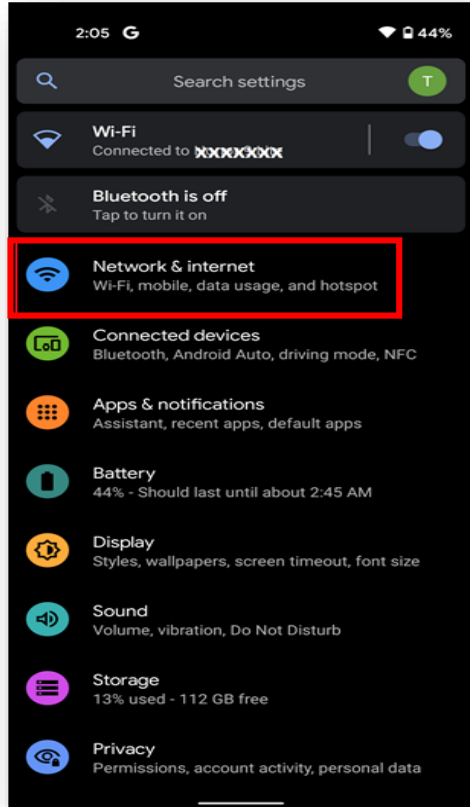 2:05 G 44%
Search settings T
Wi-Fi
Connected to xxxxxxxx
Bluetooth is off
Tap to turn it on
Network & internet
Wi-Fi, mobile, data usage, and hotspot
Connected devices
Bluetooth, Android Auto, driving mode, NFC
Apps & notifications
Assistant, recent apps, default apps
Battery
44% - Should last until about 2:45 AM
Display
Styles, wallpapers, screen timeout, font size
Sound
Volume, vibration, Do Not Disturb
Storage
13% used - 112 GB free
Privacy
Permissions, account activity, personal data